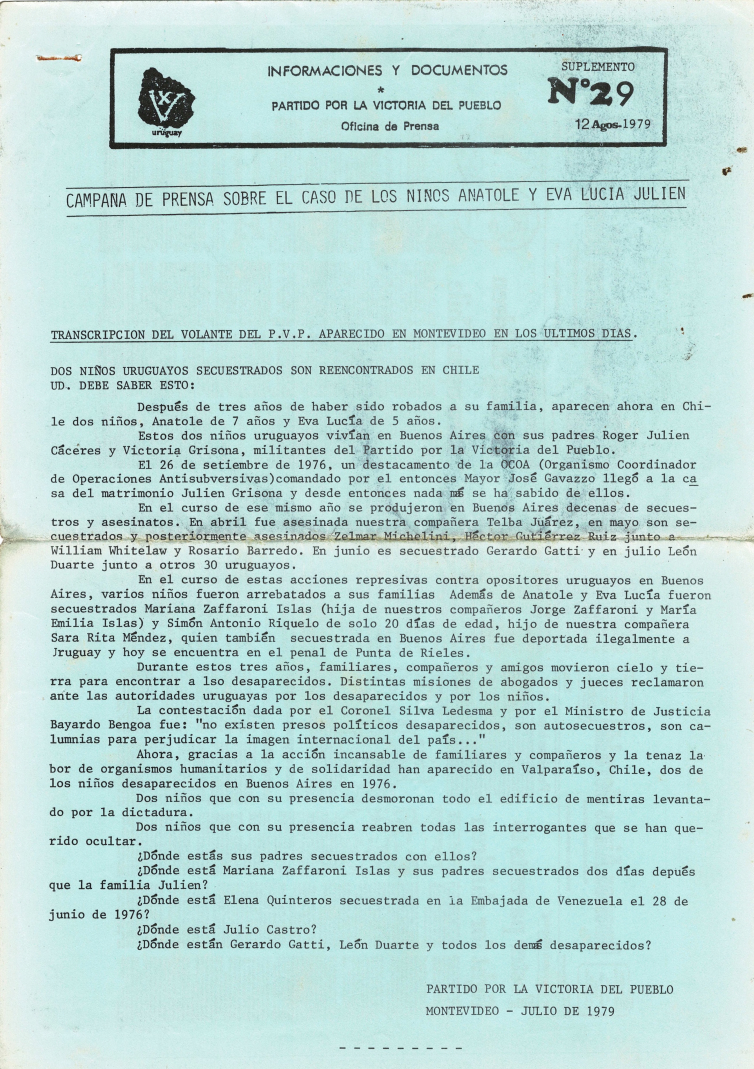 INFORMACIONES Y DOCUMENTOS
*
PARTIDO POR LA VICTORIA DEL PUEBLO
Oficina de Prensa
SUPLEMENTO
N°29
12 Agos-1979
uruguay
CAMPAÑA DE PRENSA SOBRE EL CASO DE LOS NIÑOS ANATOLE Y EVA LUCIA JULIEN
TRANSCRIPCION DEL VOLANTE DEL P.V.P. APARECIDO EN MONTEVIDEO EN LOS ULTIMOS DIAS.
DOS NIÑOS URUGUAYOS SECUESTRADOS SON REENCONTRADOS EN CHILE
UD. DEBE SABER ESTO:
Después de tres años de haber sido robados a su familia, aparecen ahora en Chi-
le dos niños, Anatole de 7 años y Eva Lucía de 5 años.
Estos dos niños uruguayos vivían en Buenos Aires con sus padres Roger Julien
Cáceres y Victoria Grisona, militantes del Partido por la Victoria del Pueblo.
El 26 de setiembre de 1976, un destacamento de la OCOA (Organismo Coordinador
de Operaciones Antisubversivas)comandado por el entonces Mayor José Gavazzo llegó a la ca
sa del matrimonio Julien Grisona y desde entonces nada más se ha sabido de ellos.
En el curso de ese mismo año se produjeron en Buenos Aires decenas de secues-
tros y asesinatos. En abril fue asesinada nuestra compañera Telba Juárez, en mayo son se-
cuestrados y posteriormente asesinados Zelmar Michelini, Héctor Gutiérrez Ruiz junto a
William Whitelaw y Rosario Barredo. En junio es secuestrado Gerardo Gatti y en julio León
Duarte junto a otros 30 uruguayos.
En el curso de estas acciones represivas contra opositores uruguayos en Buenos
Aires, varios niños fueron arrebatados a sus familias Además de Anatole y Eva Lucía fueron
secuestrados Mariana Zaffaroni Islas (hija de nuestros compañeros Jorge Zaffaroni y María
Emilia Islas) y Simón Antonio Riquelo de solo 20 días de edad, hijo de nuestra compañera
Sara Rita Méndez, quien también secuestrada en Buenos Aires fue deportada ilegalmente a
Jruguay y hoy se encuentra en el penal de Punta de Rieles.
Durante estos tres años, familiares, compañeros y amigos movieron cielo y tie-
rra para encontrar a lso desaparecidos. Distintas misiones de abogados y jueces reclamaron
ante las autoridades uruguayas por los desaparecidos y por los niños.
La contestación dada por el Coronel Silva Ledesma y por el Ministro de Justicia
Bayardo Bengoa fue: "no existen presos políticos desaparecidos, son autosecuestros, son ca-
lumnias para perjudicar la imagen internacional del país..."
Ahora, gracias a la acción incansable de familiares y compañeros y la tenaz la
bor de organismos humanitarios y de solidaridad han aparecido en Valparaíso, Chile, dos de
los niños desaparecidos en Buenos Aires en 1976.
Dos niños que con su presencia desmoronan todo el edificio de mentiras levanta-
do por la dictadura.
Dos niños que con su presencia reabren todas las interrogantes que se han que-
rido ocultar.
¿Dónde estás sus padres secuestrados con ellos?
¿Dónde está Mariana Zaffaroni Islas y sus padres secuestrados dos días depués
que la familia Julien?
¿Dónde está Elena Quinteros secuestrada en la Embajada de Venezuela el 28 de
junio de 1976?
¿Dónde está Julio Castro?
¿Dónde están Gerardo Gatti, León Duarte y todos los demás desaparecidos?
PARTIDO POR LA VICTORIA DEL PUEBLO
MONTEVIDEO - JULIO DE 1979
- - - - - - - - -